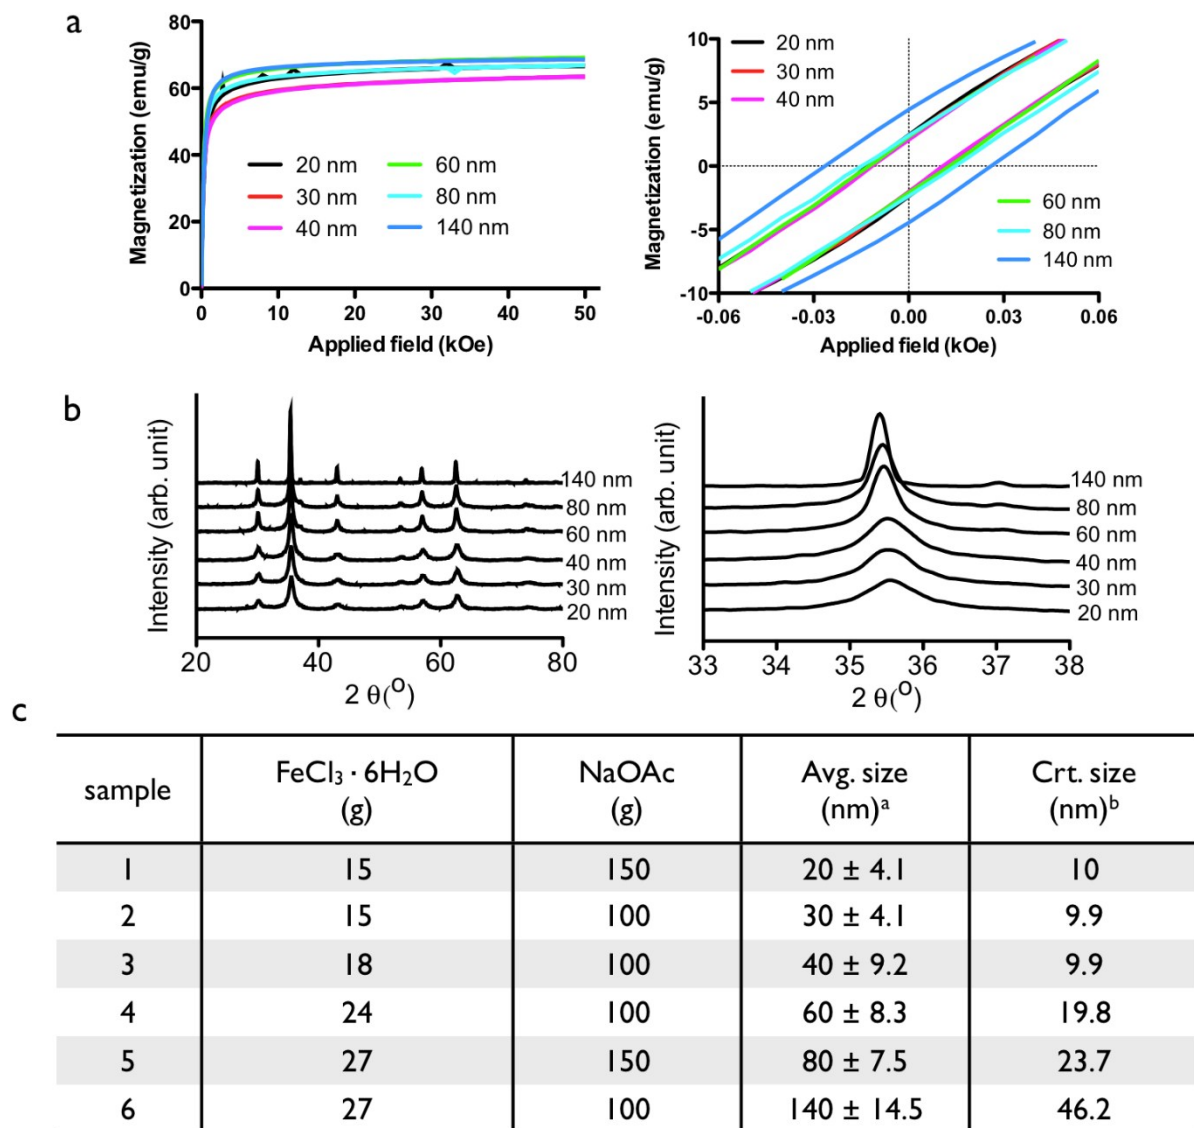 a
80
60
40
20
0
Magnetization (emu/g)
20 nm
30 nm
40 nm
60 nm
80 nm
140 nm
0 10 20 30 40 50
Applied field (kOe)
10
5
0
-5
-10
Magnetization (emu/g)
20 nm
30 nm
40 nm
60 nm
80 nm
140 nm
-0.06 -0.03 0.00 0.03 0.06
Applied field (kOe)
b
Intensity (arb. unit)
140 nm
80 nm
60 nm
40 nm
30 nm
20 nm
20 40 60 80
2 θ(O)
Intensity (arb. unit)
140 nm
80 nm
60 nm
40 nm
30 nm
20 nm
33 34 35 36 37 38
2 θ(O)
c
sample FeCl₃ · 6H₂O (g) NaOAc (g) Avg. size (nm)ᵃ Crt. size (nm)ᵇ
1 15 150 20 ± 4.1 10
2 15 100 30 ± 4.1 9.9
3 18 100 40 ± 9.2 9.9
4 24 100 60 ± 8.3 19.8
5 27 150 80 ± 7.5 23.7
6 27 100 140 ± 14.5 46.2